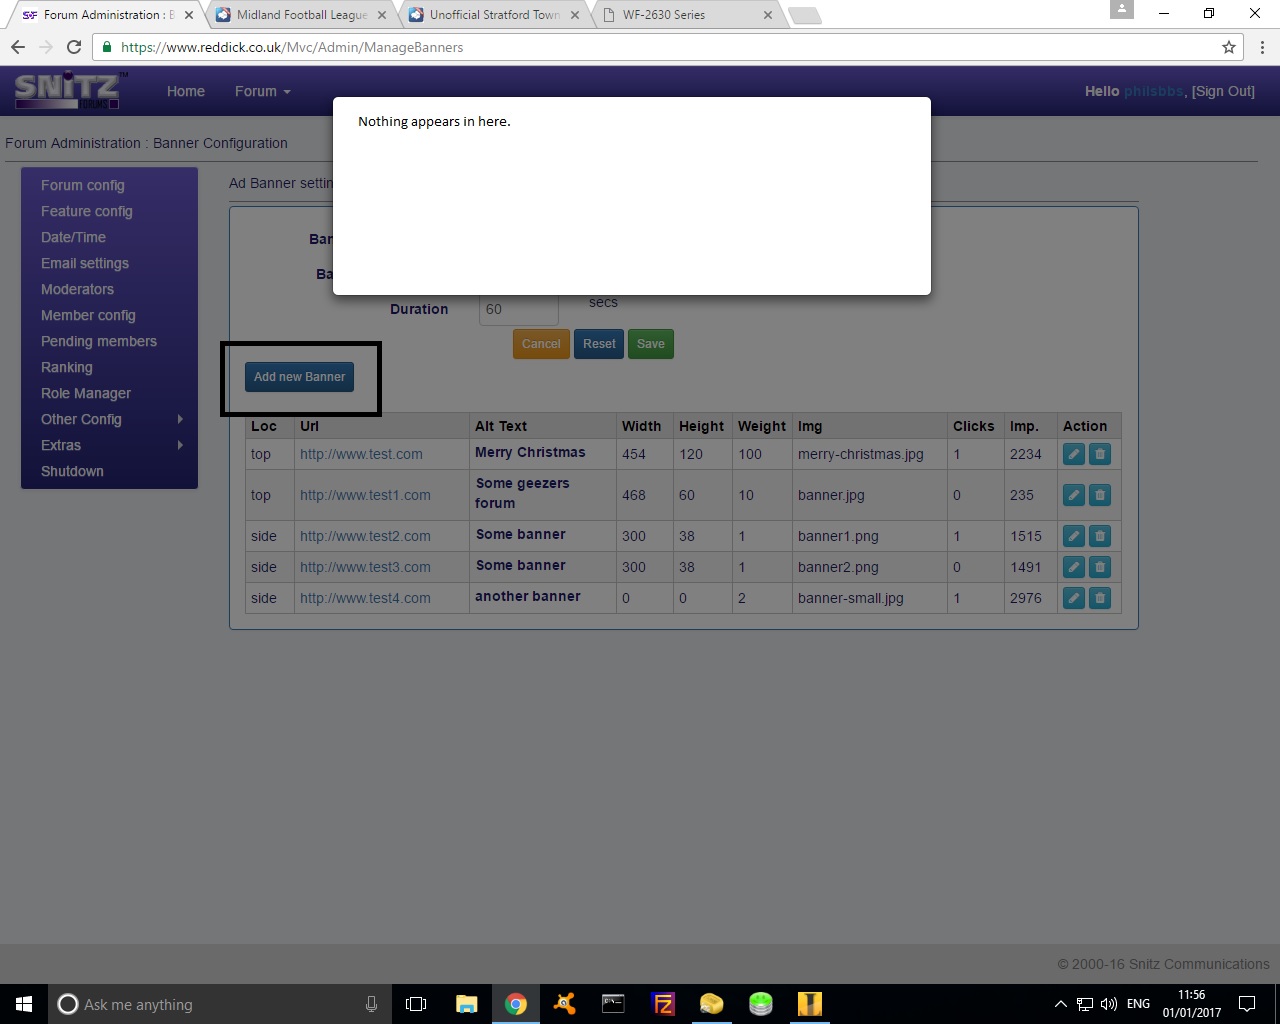 Forum Administration : B
Midland Football League
Unofficial Stratford Town
WF-2630 Series
https://www.reddick.co.uk/Mvc/Admin/ManageBanners
SNiTZ™
FORUMS
Home
Forum
Hello philsbbs, [Sign Out]
Nothing appears in here.
Forum Administration : Banner Configuration
Forum config
Feature config
Date/Time
Email settings
Moderators
Member config
Pending members
Ranking
Role Manager
Other Config
Extras
Shutdown
Ad Banner settin
Ban
Ba
Duration 60 secs
Cancel Reset Save
Add new Banner
Loc Url Alt Text Width Height Weight Img Clicks Imp. Action
top http://www.test.com Merry Christmas 454 120 100 merry-christmas.jpg 1 2234
top http://www.test1.com Some geezers forum 468 60 10 banner.jpg 0 235
side http://www.test2.com Some banner 300 38 1 banner1.png 1 1515
side http://www.test3.com Some banner 300 38 1 banner2.png 0 1491
side http://www.test4.com another banner 0 0 2 banner-small.jpg 1 2976
© 2000-16 Snitz Communications
Ask me anything
ENG
11:56
01/01/2017